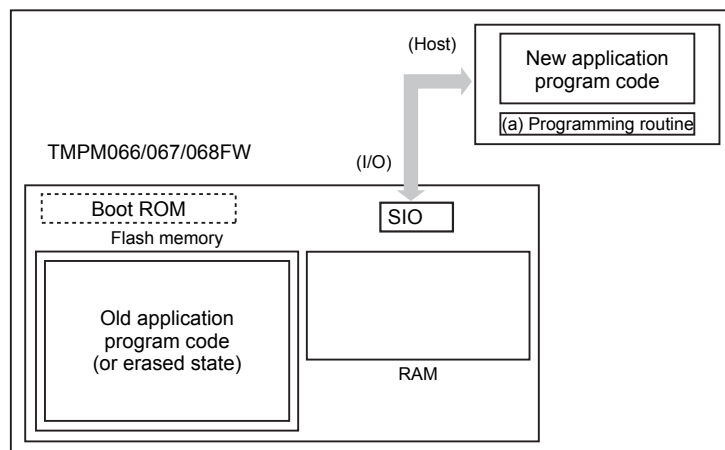 (Host)
New application
program code
(a) Programming routine
TMPM066/067/068FW
(I/O)
Boot ROM
SIO
Flash memory
Old application
program code
(or erased state)
RAM